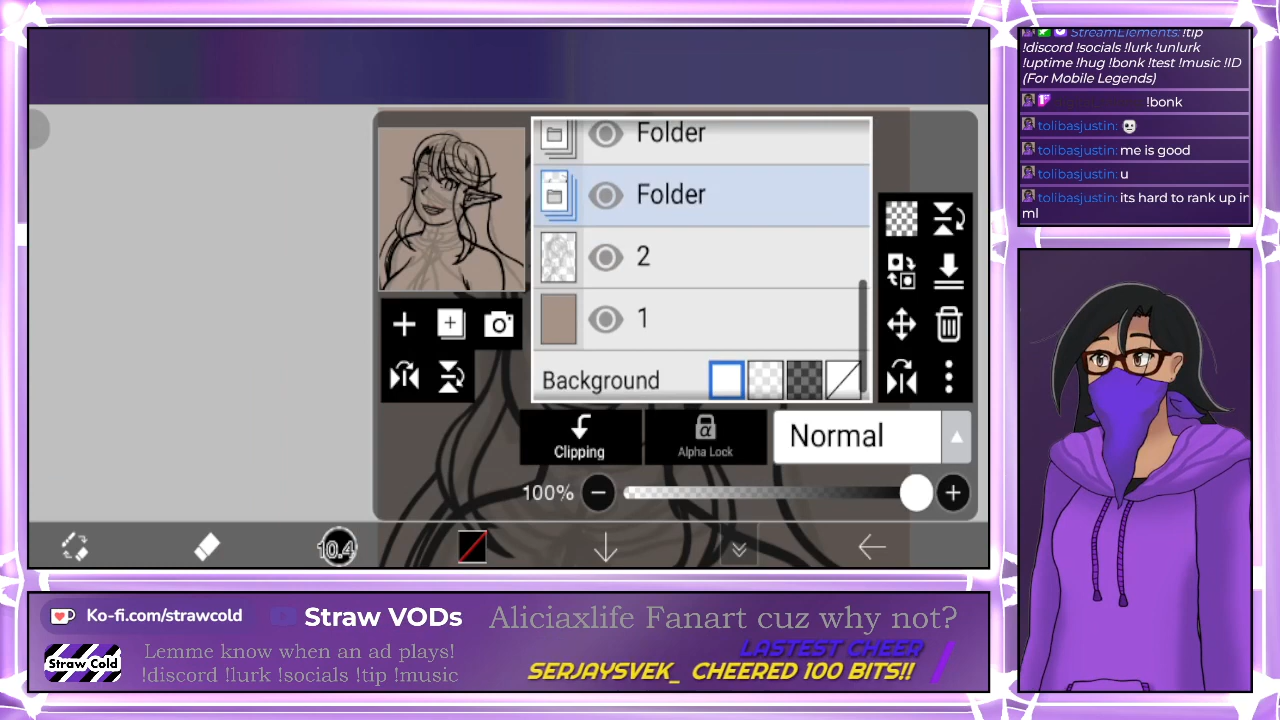 StreamElements: !tip
!discord !socials !lurk !unlurk
!uptime !hug !bonk !test !music !ID
(For Mobile Legends)
!bonk
tolibasjustin:
tolibasjustin: me is good
tolibasjustin: u
tolibasjustin: its hard to rank up in
ml
Folder
Folder
2
1
Background
Clipping
α
Alpha Lock
Normal
100%
10.4
Ko-fi.com/strawcold
Straw VODs
Aliciaxlife Fanart cuz why not?
Straw Cold
Lemme know when an ad plays!
!discord !lurk !socials !tip !music
LASTEST CHEER
SERJAYSVEK_ CHEERED 100 BITS!!